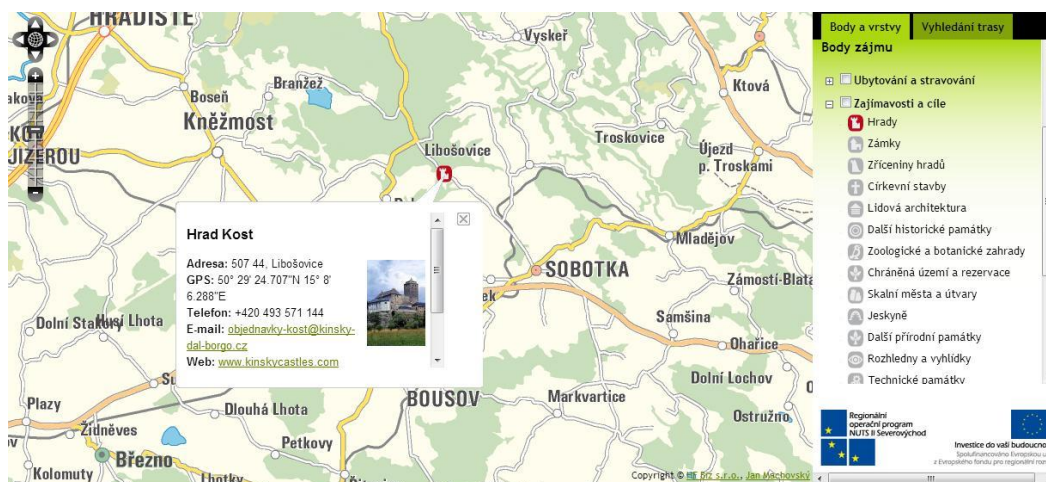 HRADIŠTĚ
Vyskeř
Branžež
Boseň
Ktová
Kněžmost
Troskovice
Libošovice
Újezd
p. Troskami
JIZEROU
Mladějov
SOBOTKA
Samšina
Dolní
Lhota
Ohařice
Dolní Lochov
BOUSOV
Markvartice
Plazy
Dlouhá Lhota
Ostružno
Židněves
Petkovy
Březno
Kolomuty
Hrad Kost
Adresa: 507 44, Libošovice
GPS: 50° 29' 24.707"N 15° 8'
6.288"E
Telefon: +420 493 571 144
E-mail: objednavky-kost@kinsky-
dal-borgo.cz
Web: www.kinskycastles.com
Copyright © HF Biz s.r.o., Jan Machovský
Body a vrstvy
Vyhledání trasy
Body zájmu
Ubytování a stravování
Zajímavosti a cíle
Hrady
Zámky
Zříceniny hradů
Církevní stavby
Lidová architektura
Další historické památky
Zoologické a botanické zahrady
Chráněná území a rezervace
Skalní města a útvary
Jeskyně
Další přírodní památky
Rozhledny a vyhlídky
Technické památky
Regionální
operační program
NUTS II Severovýchod
Investice do vaší